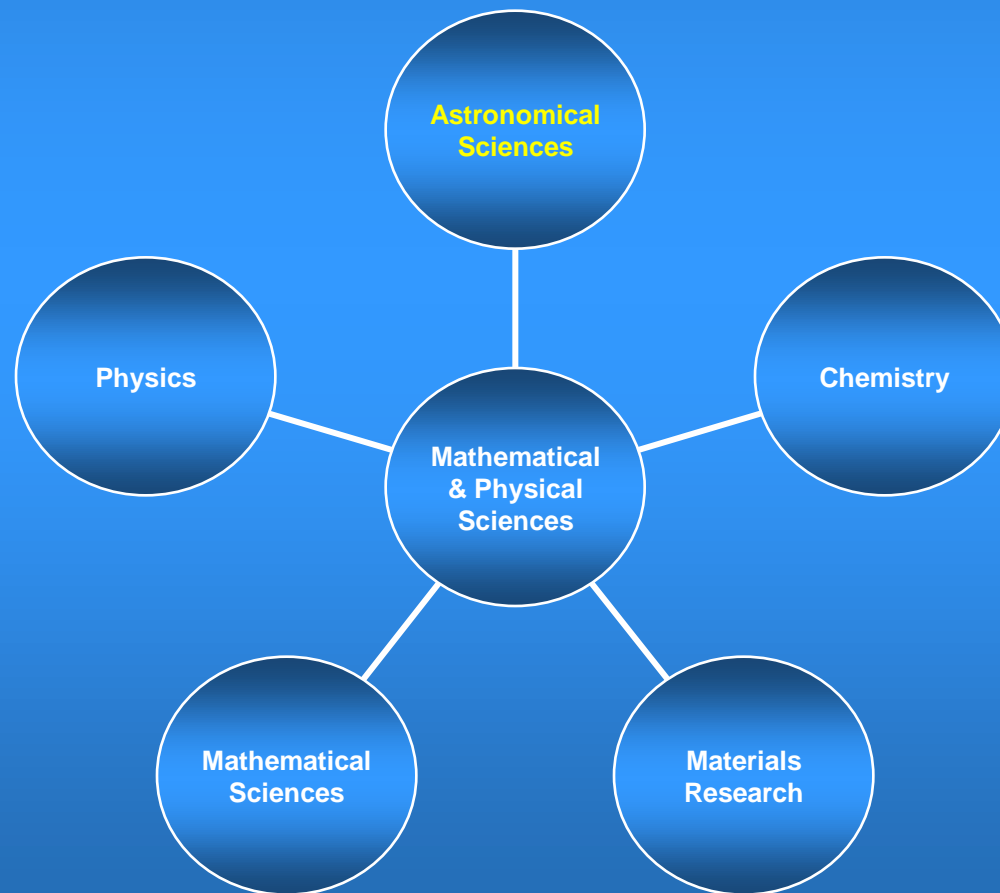 Astronomical
Sciences
Physics
Chemistry
Mathematical
& Physical
Sciences
Mathematical
Sciences
Materials
Research